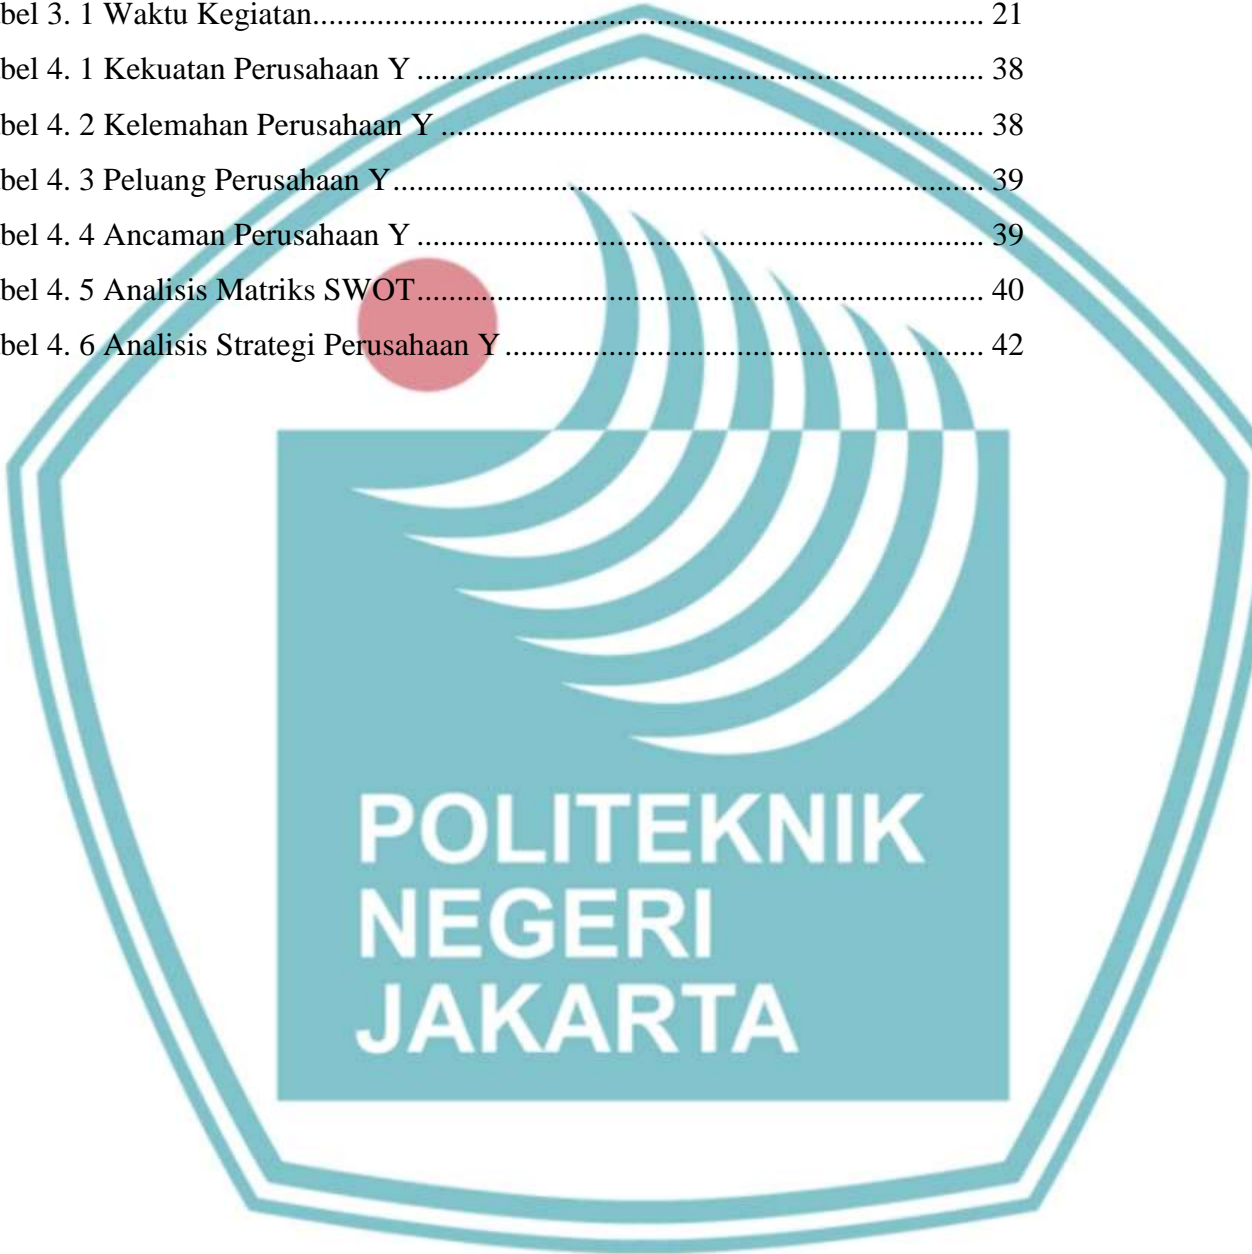 bel 3. 1 Waktu Kegiatan.................................................................................... 21
bel 4. 1 Kekuatan Perusahaan Y ....................................................................... 38
bel 4. 2 Kelemahan Perusahaan Y .................................................................... 38
bel 4. 3 Peluang Perusahaan Y.......................................................................... 39
bel 4. 4 Ancaman Perusahaan Y ....................................................................... 39
bel 4. 5 Analisis Matriks SWOT....................................................................... 40
bel 4. 6 Analisis Strategi Perusahaan Y ............................................................ 42
POLITEKNIK
NEGERI
JAKARTA